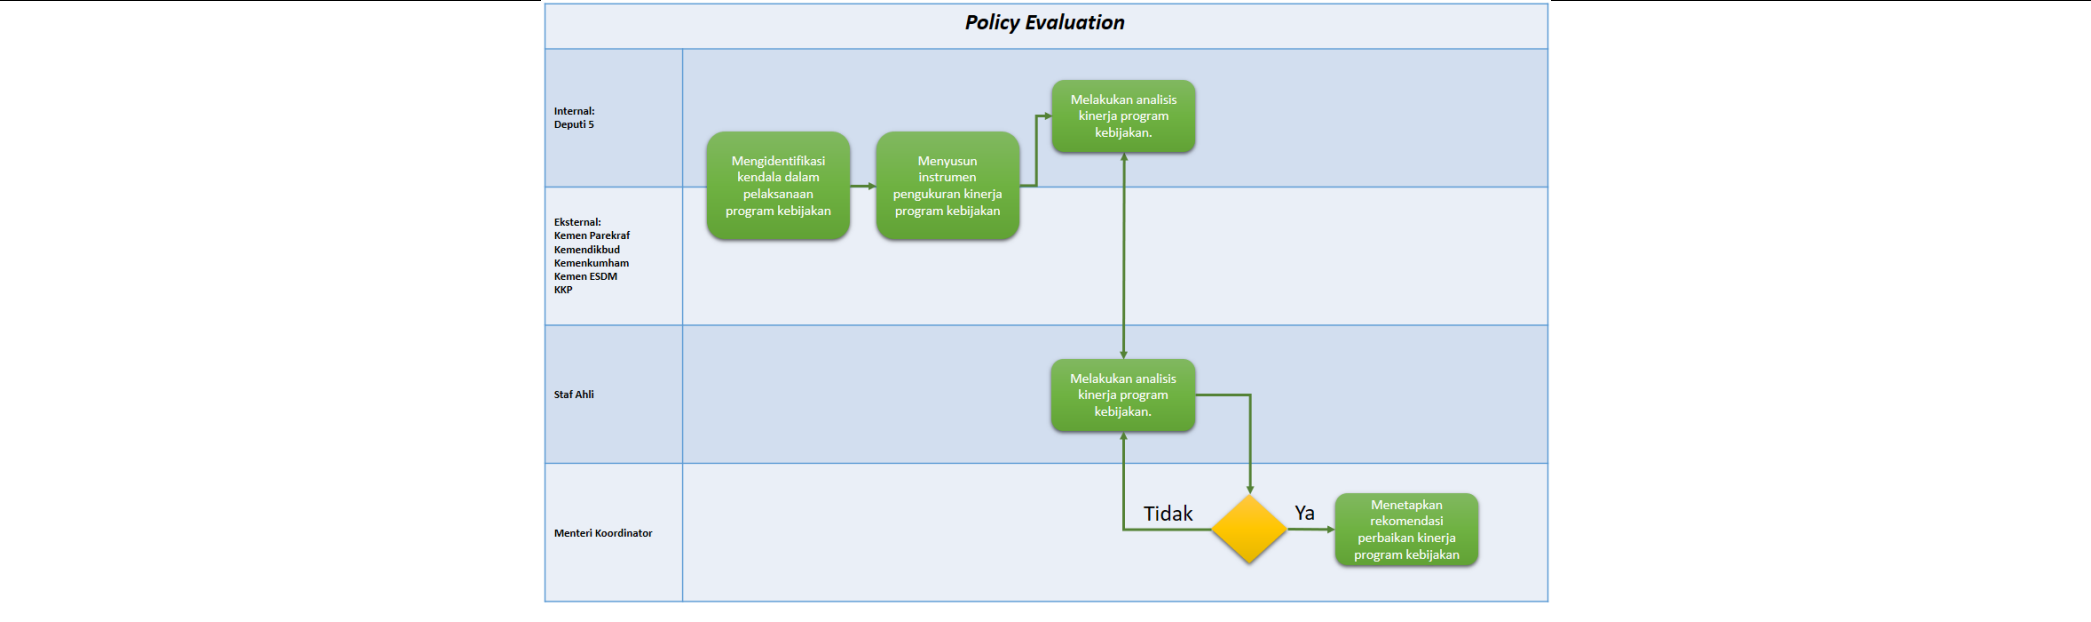 Policy Evaluation
Internal:
Deputi 5
Melakukan analisis
kinerja program
kebijakan.
Mengidentifikasi
kendala dalam
pelaksanaan
program kebijakan
Menyusun
instrumen
pengukuran kinerja
program kebijakan
Eksternal:
Kemen Parekraf
Kemendikbud
Kemenkumham
Kemen ESDM
KKP
Staf Ahli
Melakukan analisis
kinerja program
kebijakan.
Menteri Koordinator
Tidak
Ya
Menetapkan
rekomendasi
perbaikan kinerja
program kebijakan